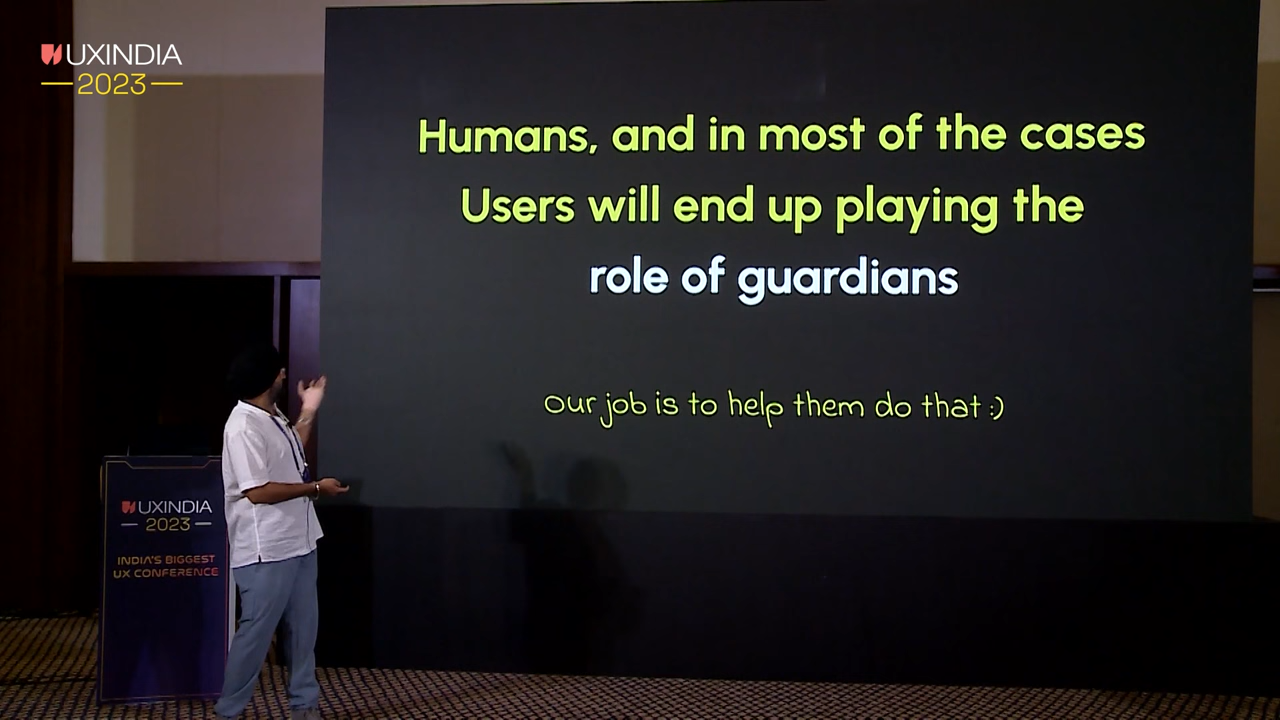 UXINDIA
2023
Humans, and in most of the cases
Users will end up playing the
role of guardians
Our job is to help them do that :)
UXINDIA
2023
INDIA'S BIGGEST
UX CONFERENCE